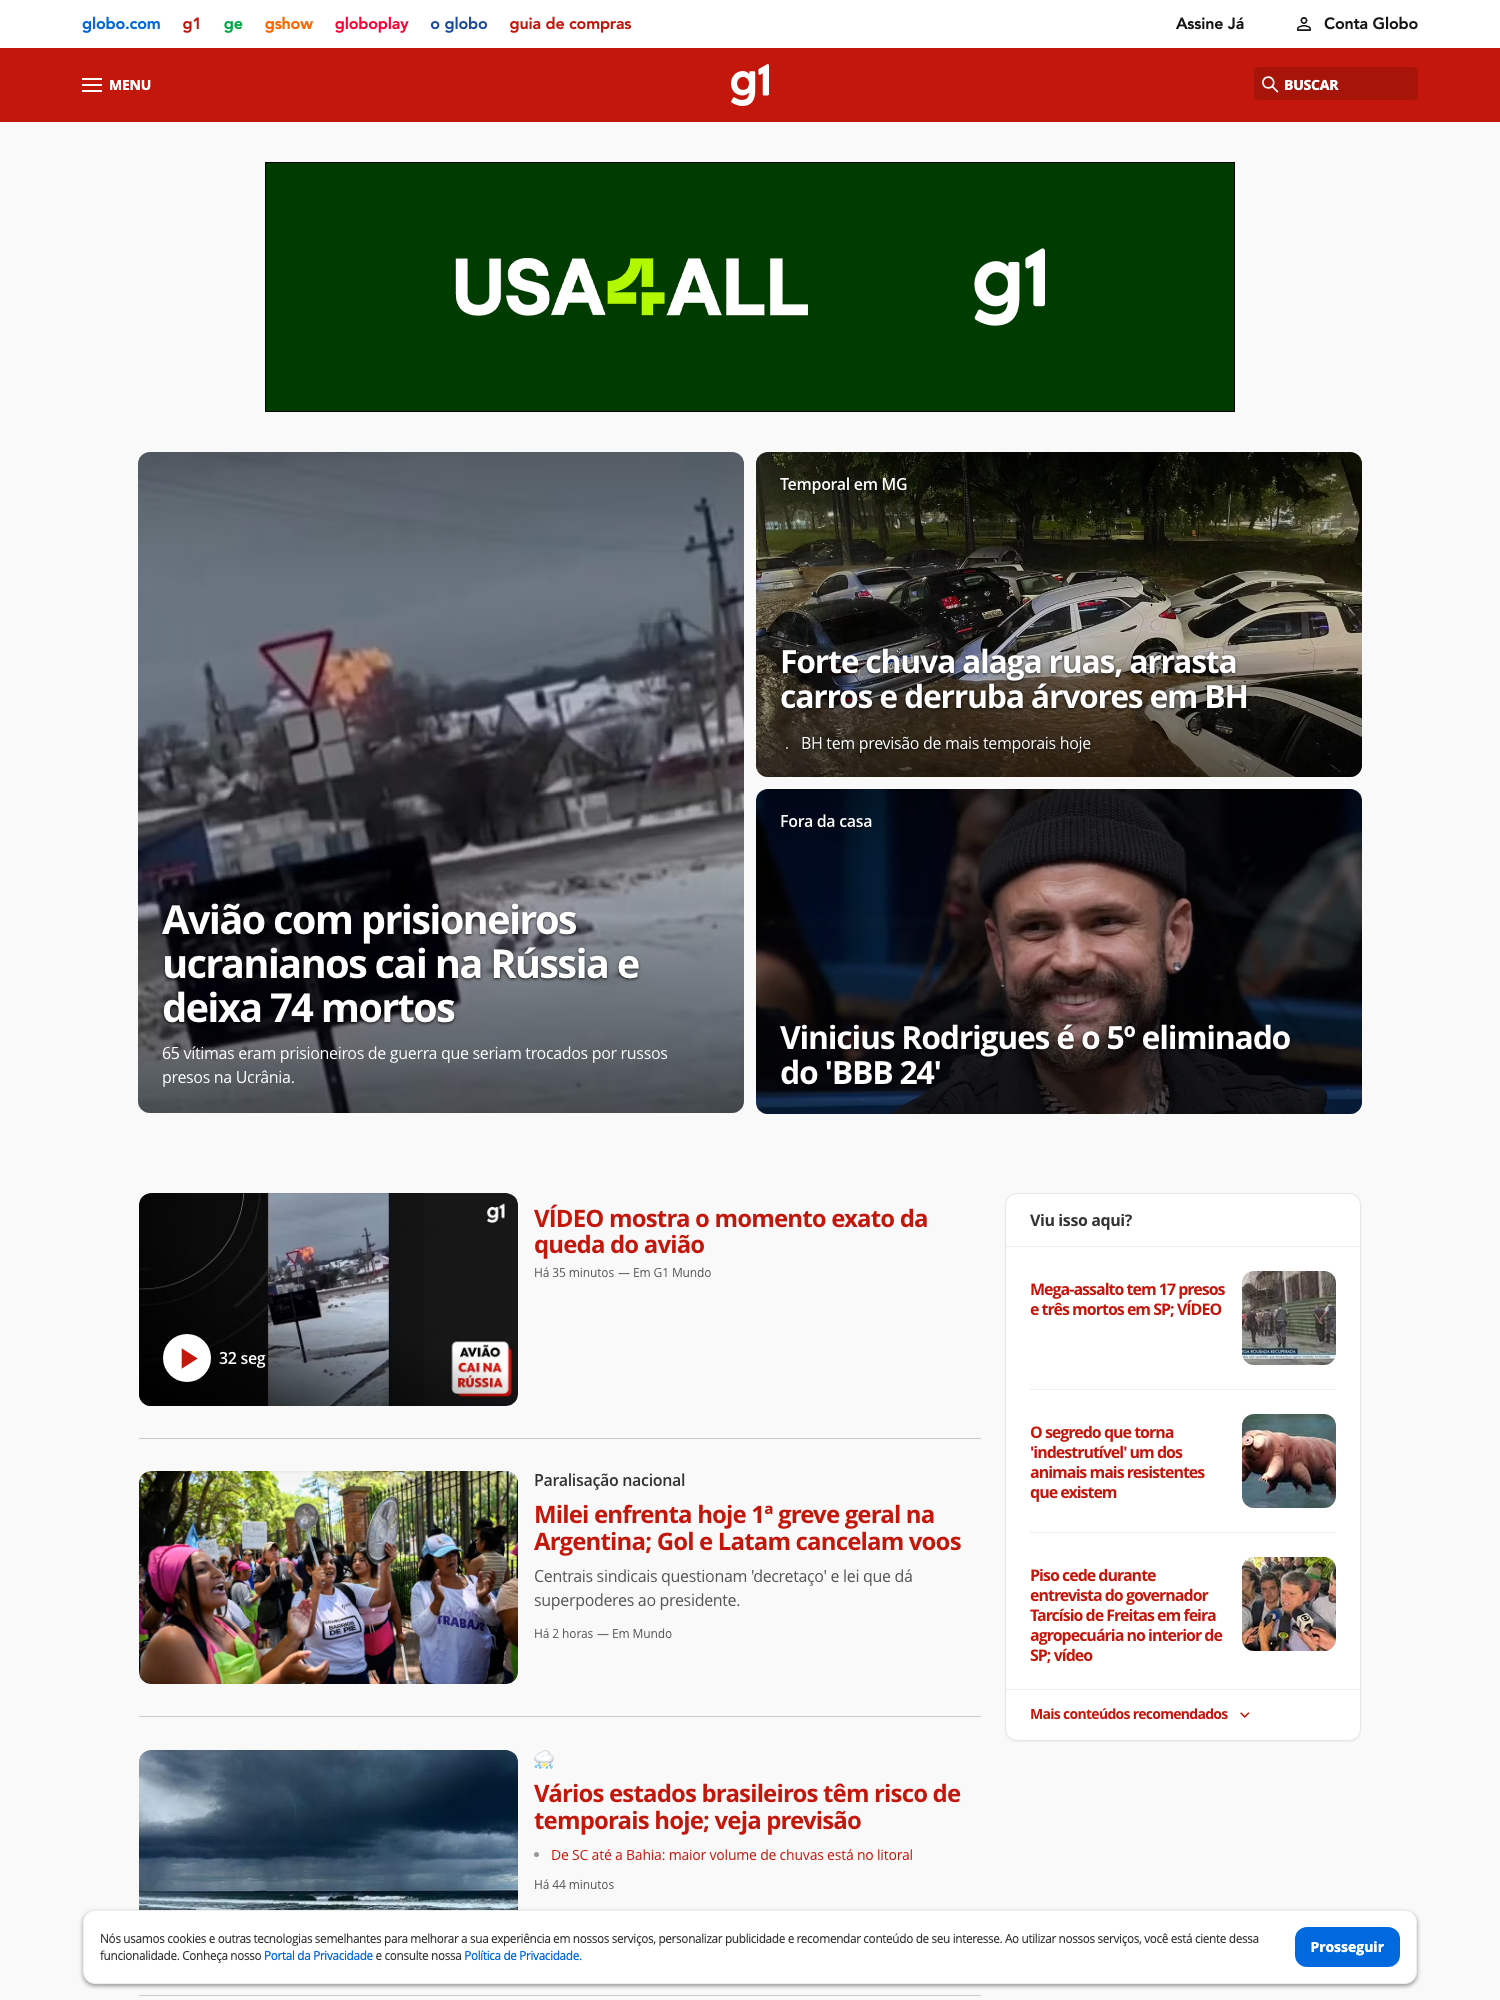 globo.com g1 ge gshow globoplay o globo guia de compras Assine Já Conta Globo
MENU g1 BUSCAR
USA4ALL g1
Temporal em MG
Forte chuva alaga ruas, arrasta
carros e derruba árvores em BH
. BH tem previsão de mais temporais hoje
Fora da casa
Vinicius Rodrigues é o 5º eliminado
do 'BBB 24'
Avião com prisioneiros
ucranianos cai na Rússia e
deixa 74 mortos
65 vítimas eram prisioneiros de guerra que seriam trocados por russos
presos na Ucrânia.
g1
32 seg
AVIÃO
CAI NA
RÚSSIA
VÍDEO mostra o momento exato da
queda do avião
Há 35 minutos — Em G1 Mundo
BARRIOS
DE PIE
TRABAJO
Paralisação nacional
Milei enfrenta hoje 1ª greve geral na
Argentina; Gol e Latam cancelam voos
Centrais sindicais questionam 'decretaço' e lei que dá
superpoderes ao presidente.
Há 2 horas — Em Mundo
Vários estados brasileiros têm risco de
temporais hoje; veja previsão
• De SC até a Bahia: maior volume de chuvas está no litoral
Há 44 minutos
Viu isso aqui?
Mega-assalto tem 17 presos
e três mortos em SP; VÍDEO
GA ROUBADA RECUPERADA
O segredo que torna
'indestrutível' um dos
animais mais resistentes
que existem
Piso cede durante
entrevista do governador
Tarcísio de Freitas em feira
agropecuária no interior de
SP; vídeo
Mais conteúdos recomendados
Nós usamos cookies e outras tecnologias semelhantes para melhorar a sua experiência em nossos serviços, personalizar publicidade e recomendar conteúdo de seu interesse. Ao utilizar nossos serviços, você está ciente dessa
funcionalidade. Conheça nosso Portal da Privacidade e consulte nossa Política de Privacidade.
Prosseguir